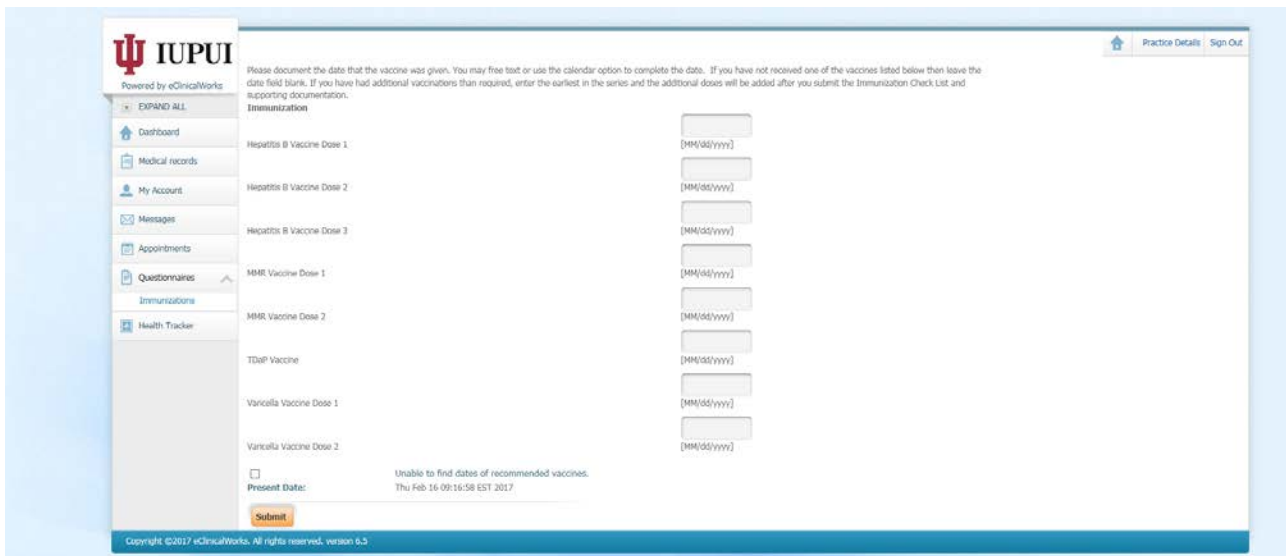 IUPUI
Powered by eClinicalWorks
Practice Details Sign Out
EXPAND ALL
Dashboard
Medical records
My Account
Messages
Appointments
Questionnaires
Immunizations
Health Tracker
Please document the date that the vaccine was given. You may free text or use the calendar option to complete the date. If you have not received one of the vaccines listed below then leave the
date field blank. If you have had additional vaccinations than required, enter the earliest in the series and the additional doses will be added after you submit the Immunization Check List and
supporting documentation.
Immunization
Hepatitis B Vaccine Dose 1 [MM/dd/yyyy]
Hepatitis B Vaccine Dose 2 [MM/dd/yyyy]
Hepatitis B Vaccine Dose 3 [MM/dd/yyyy]
MMR Vaccine Dose 1 [MM/dd/yyyy]
MMR Vaccine Dose 2 [MM/dd/yyyy]
TDaP Vaccine [MM/dd/yyyy]
Varicella Vaccine Dose 1 [MM/dd/yyyy]
Varicella Vaccine Dose 2 [MM/dd/yyyy]
Unable to find dates of recommended vaccines.
Present Date: Thu Feb 16 09:16:58 EST 2017
Submit
Copyright ©2017 eClinicalWorks. All rights reserved. version 6.5